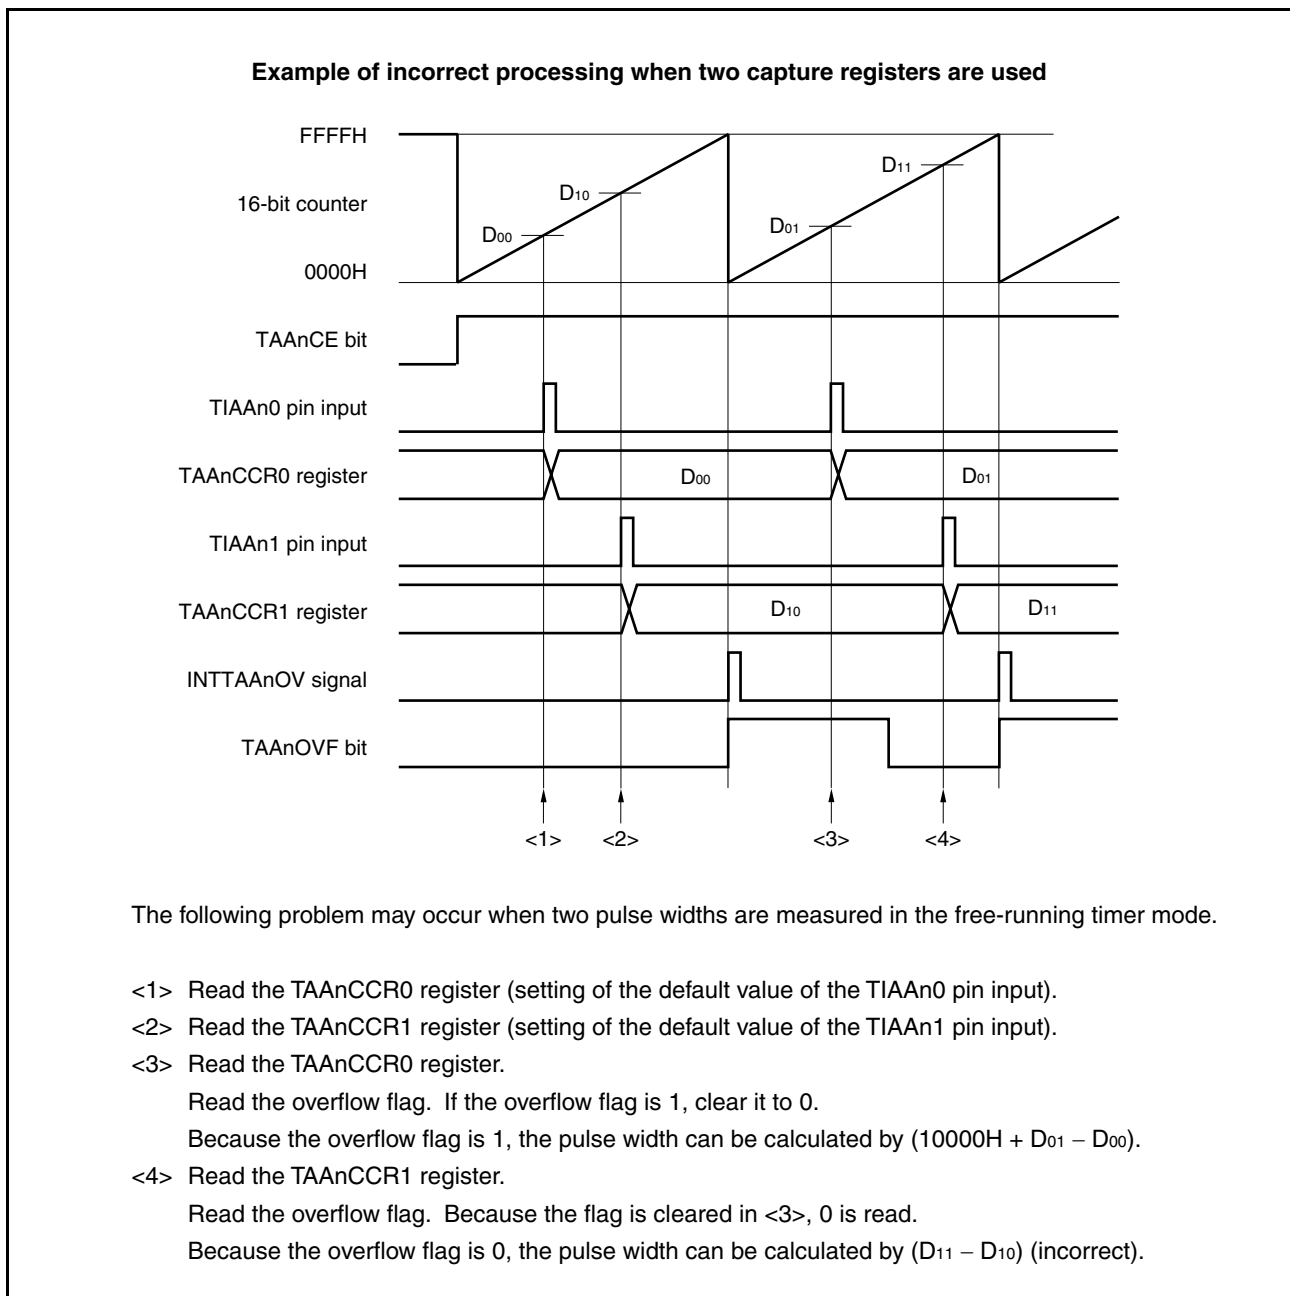 Example of incorrect processing when two capture registers are used
FFFFH
D11
D10
16-bit counter
D01
D00
0000H
TAAnCE bit
TIAAn0 pin input
TAAnCCR0 register
D00
D01
TIAAn1 pin input
TAAnCCR1 register
D10
D11
INTTAAnOV signal
TAAnOVF bit
<1> <2> <3> <4>
The following problem may occur when two pulse widths are measured in the free-running timer mode.
<1> Read the TAAnCCR0 register (setting of the default value of the TIAAn0 pin input).
<2> Read the TAAnCCR1 register (setting of the default value of the TIAAn1 pin input).
<3> Read the TAAnCCR0 register.
Read the overflow flag. If the overflow flag is 1, clear it to 0.
Because the overflow flag is 1, the pulse width can be calculated by (10000H + D01 − D00).
<4> Read the TAAnCCR1 register.
Read the overflow flag. Because the flag is cleared in <3>, 0 is read.
Because the overflow flag is 0, the pulse width can be calculated by (D11 − D10) (incorrect).